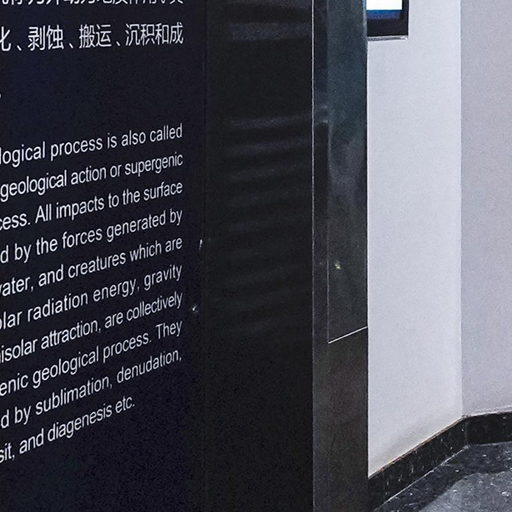 化、剥蚀、搬运、沉积和成
logical process is also called
geological action or supergenic
cess. All impacts to the surface
d by the forces generated by
water, and creatures which are
olar radiation energy, gravity
nisolar attraction, are collectively
enic geological process. They
d by sublimation, denudation,
sit, and diagenesis etc.